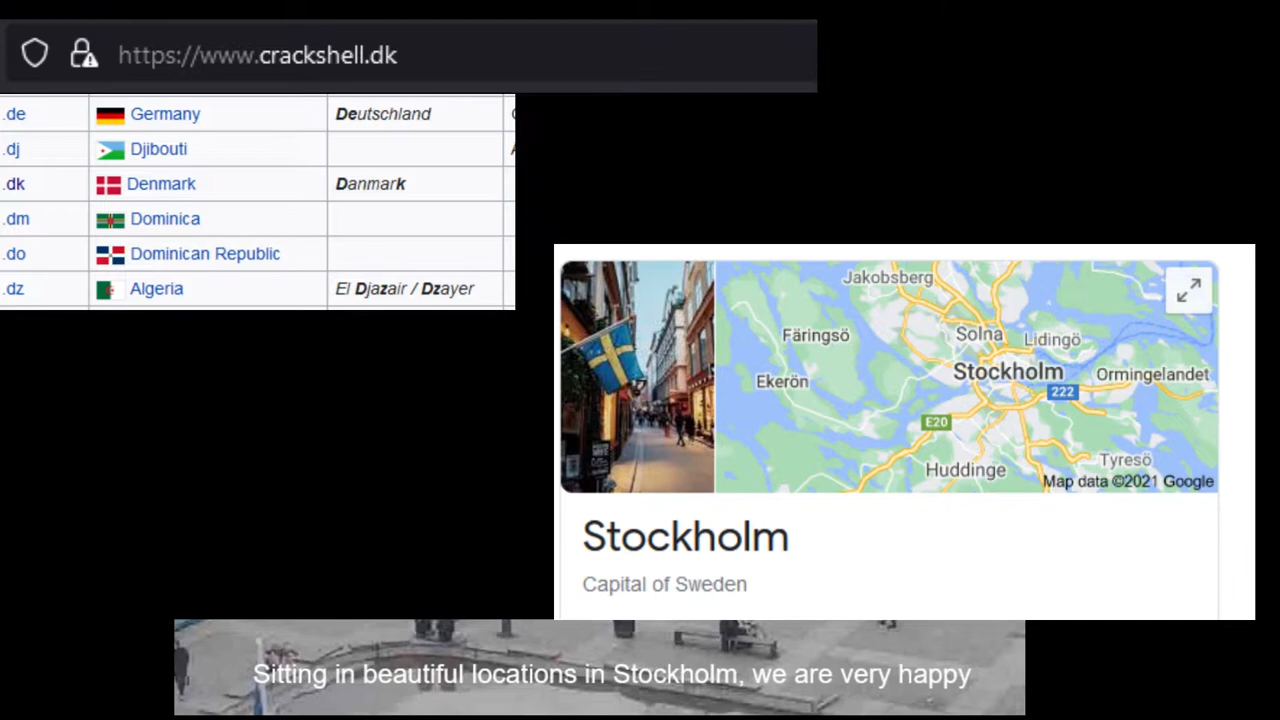 https://www.crackshell.dk
.de Germany Deutschland
.dj Djibouti
.dk Denmark Danmark
.dm Dominica
.do Dominican Republic
.dz Algeria El Djazair / Dzayer
Jakobsberg
Färingsö Solna Lidingö
Ekerön Stockholm Ormingelandet
222
E20
Huddinge Tyresö
Map data ©2021 Google
Stockholm
Capital of Sweden
Sitting in beautiful locations in Stockholm, we are very happy